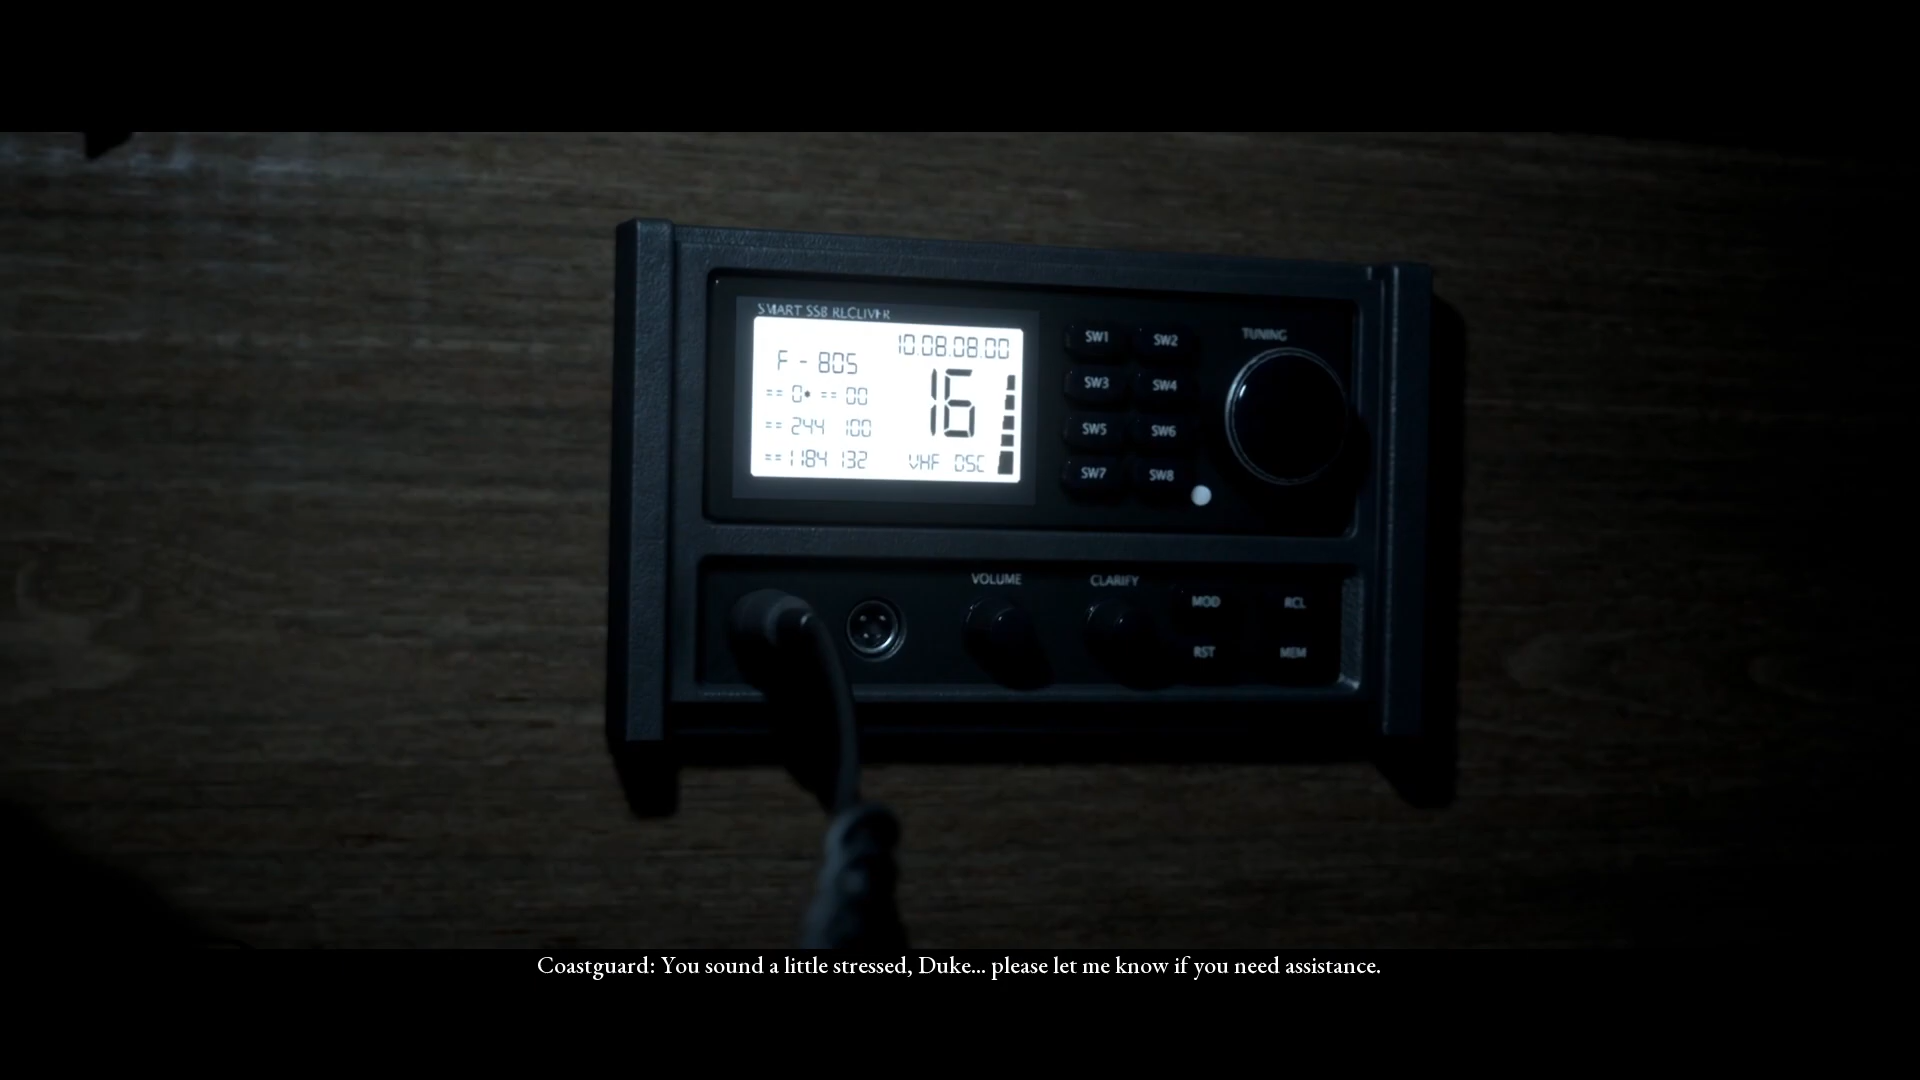 SMART SSB RECLIVER
10.08.08.00
F - 805
16
== 0• == 00
== 244 100
== 1184 132
VHF DSC
SW1 SW2
SW3 SW4
SW5 SW6
SW7 SW8
TUNING
VOLUME CLARIFY
MOD RCL
RST MEM
Coastguard: You sound a little stressed, Duke... please let me know if you need assistance.